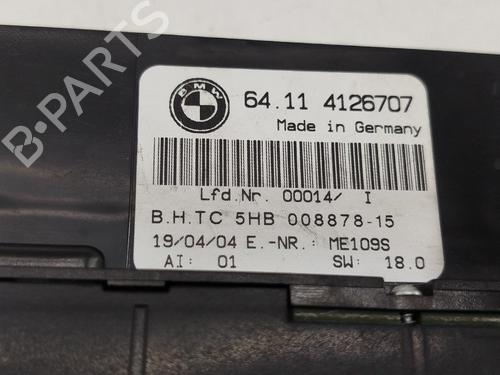 B-PARTS
BMW
64.11 4126707
Made in Germany
Lfd.Nr. 00014/ I
B.H.TC 5HB 008878-15
19/04/04 E.-NR.: ME109S
AI: 01 SW: 18.0